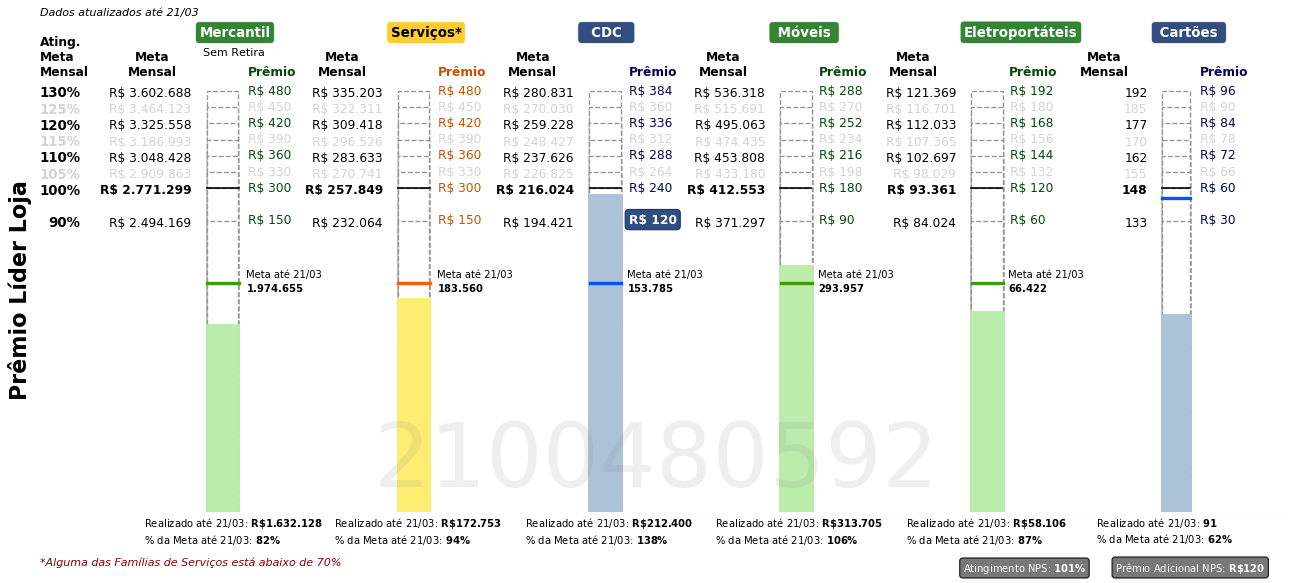 Dados atualizados até 21/03
Mercantil Serviços* CDC Móveis Eletroportáteis Cartões
Sem Retira
Ating. Meta Mensal Meta Mensal Prêmio Meta Mensal Prêmio Meta Mensal Prêmio Meta Mensal Prêmio Meta Mensal Prêmio Meta Mensal Prêmio
130% R$ 3.602.688 R$ 480 R$ 335.203 R$ 480 R$ 280.831 R$ 384 R$ 536.318 R$ 288 R$ 121.369 R$ 192 192 R$ 96
125% R$ 3.464.123 R$ 450 R$ 322.311 R$ 450 R$ 270.030 R$ 360 R$ 515.691 R$ 270 R$ 116.701 R$ 180 185 R$ 90
120% R$ 3.325.558 R$ 420 R$ 309.418 R$ 420 R$ 259.228 R$ 336 R$ 495.063 R$ 252 R$ 112.033 R$ 168 177 R$ 84
115% R$ 3.186.993 R$ 390 R$ 296.526 R$ 390 R$ 248.427 R$ 312 R$ 474.435 R$ 234 R$ 107.365 R$ 156 170 R$ 78
110% R$ 3.048.428 R$ 360 R$ 283.633 R$ 360 R$ 237.626 R$ 288 R$ 453.808 R$ 216 R$ 102.697 R$ 144 162 R$ 72
105% R$ 2.909.863 R$ 330 R$ 270.741 R$ 330 R$ 226.825 R$ 264 R$ 433.180 R$ 198 R$ 98.029 R$ 132 155 R$ 66
100% R$ 2.771.299 R$ 300 R$ 257.849 R$ 300 R$ 216.024 R$ 240 R$ 412.553 R$ 180 R$ 93.361 R$ 120 148 R$ 60
90% R$ 2.494.169 R$ 150 R$ 232.064 R$ 150 R$ 194.421 R$ 120 R$ 371.297 R$ 90 R$ 84.024 R$ 60 133 R$ 30
Prêmio Líder Loja
Meta até 21/03 Meta até 21/03 Meta até 21/03 Meta até 21/03 Meta até 21/03
1.974.655 183.560 153.785 293.957 66.422
2100480592
Realizado até 21/03: R$1.632.128 Realizado até 21/03: R$172.753 Realizado até 21/03: R$212.400 Realizado até 21/03: R$313.705 Realizado até 21/03: R$58.106 Realizado até 21/03: 91
% da Meta até 21/03: 82% % da Meta até 21/03: 94% % da Meta até 21/03: 138% % da Meta até 21/03: 106% % da Meta até 21/03: 87% % da Meta até 21/03: 62%
*Alguma das Famílias de Serviços está abaixo de 70%
Atingimento NPS: 101% Prêmio Adicional NPS: R$120